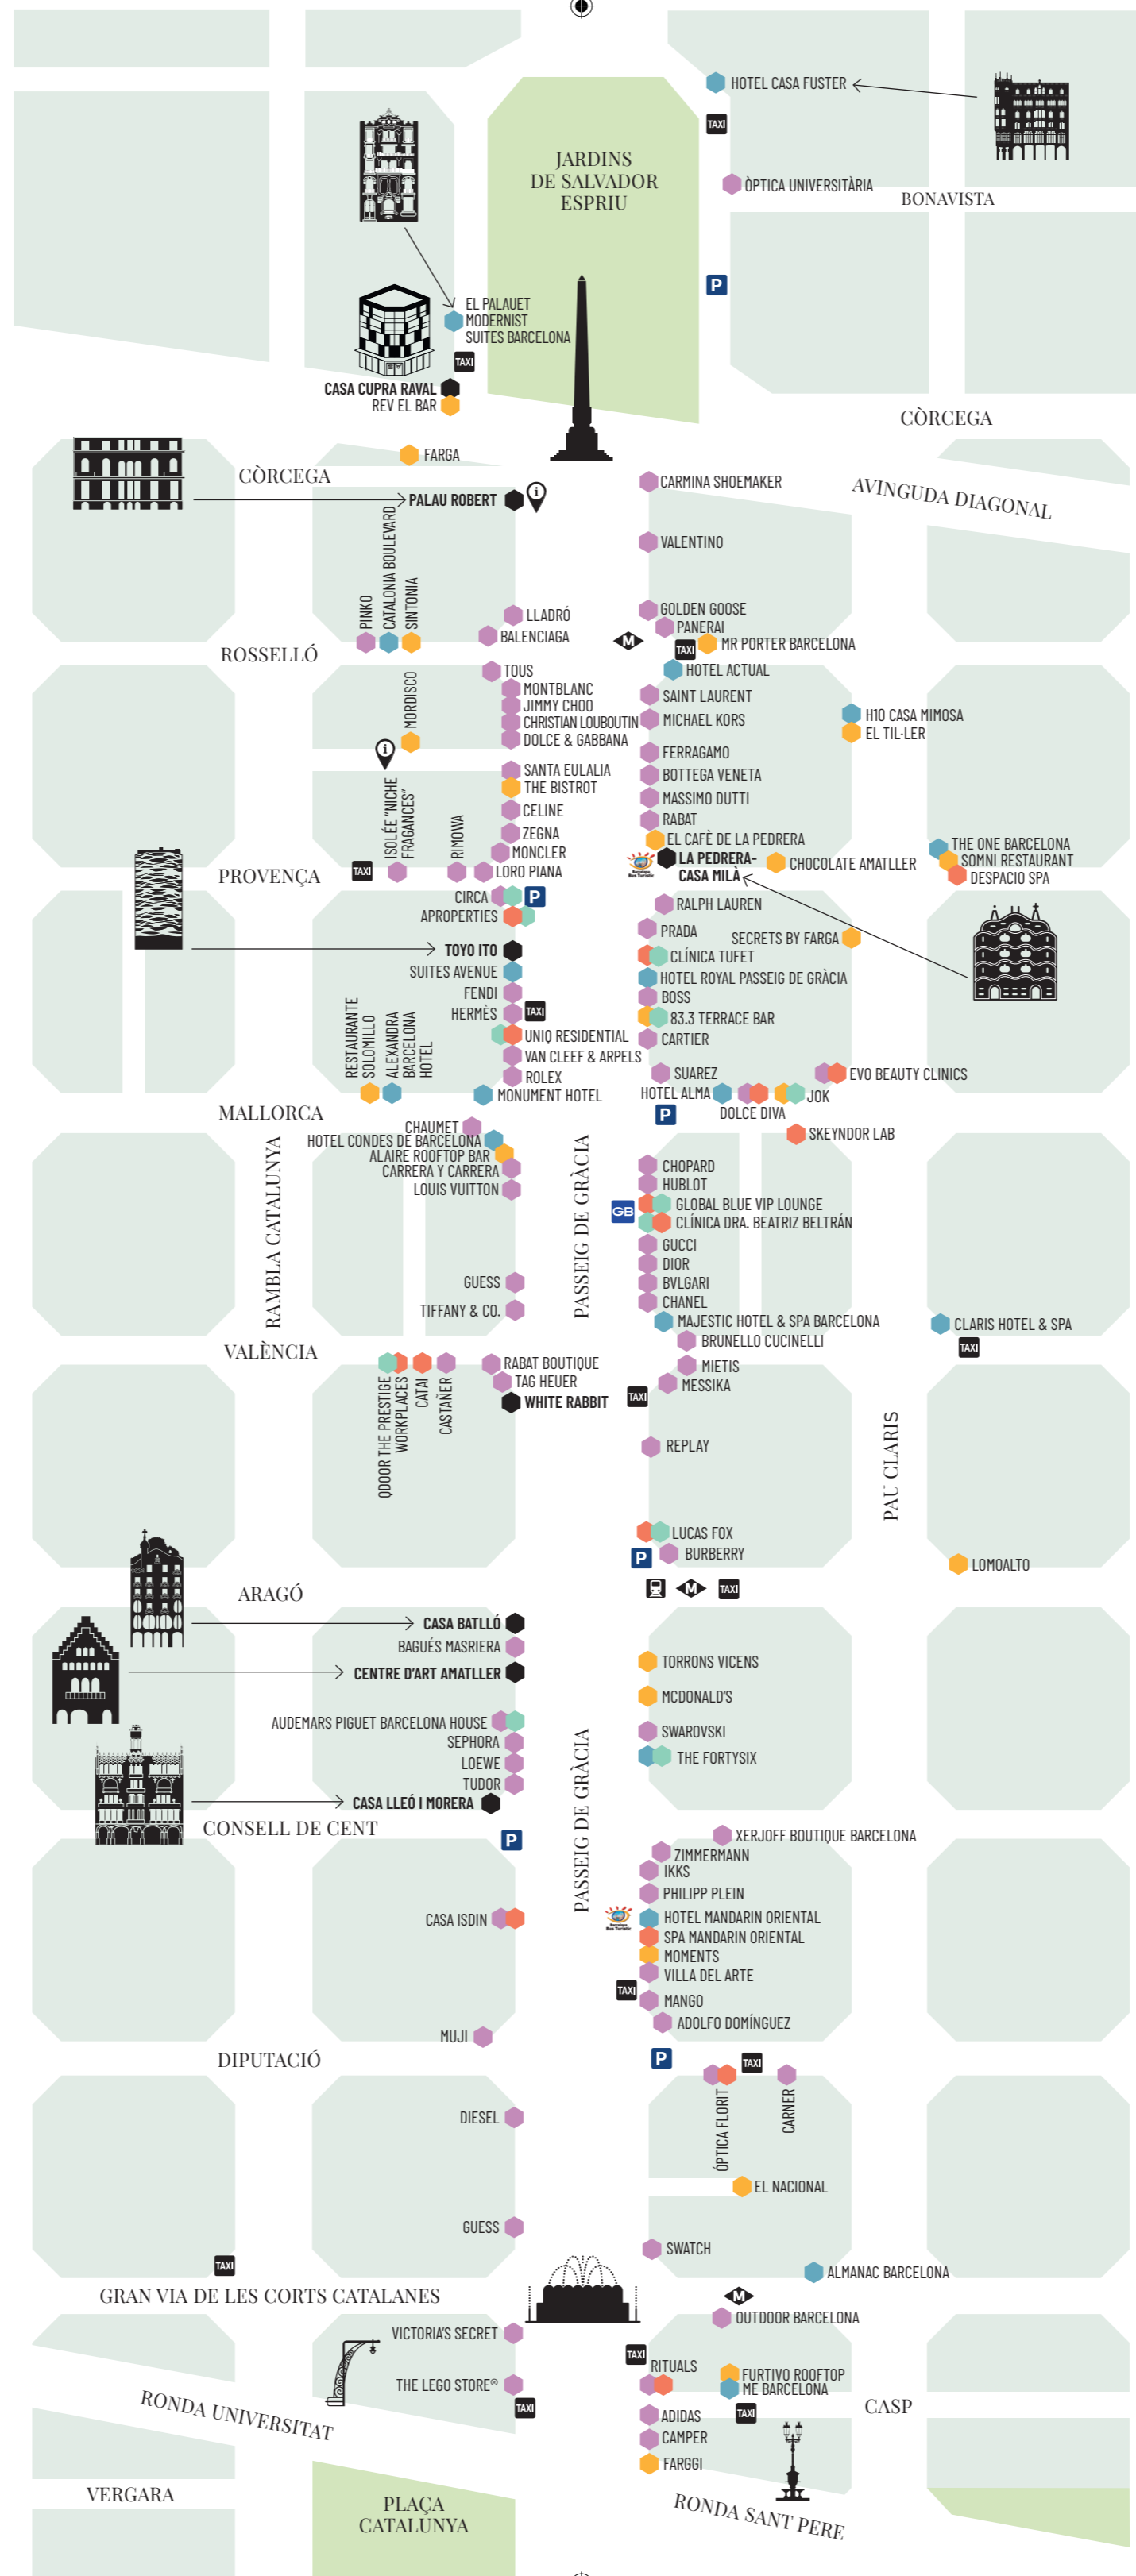 HOTEL CASA FUSTER
TAXI
JARDINS
DE SALVADOR
ESPRIU
ÒPTICA UNIVERSITÀRIA
BONAVISTA
P
EL PALAUET
MODERNIST
SUITES BARCELONA
TAXI
CASA CUPRA RAVAL
REV EL BAR
CÒRCEGA
FARGA
CÒRCEGA
CARMINA SHOEMAKER
AVINGUDA DIAGONAL
PALAU ROBERT
i
VALENTINO
PINKO
CATALONIA BOULEVARD
SINTONIA
LLADRÓ
BALENCIAGA
GOLDEN GOOSE
PANERAI
M
TAXI
MR PORTER BARCELONA
ROSSELLÓ
HOTEL ACTUAL
TOUS
MONTBLANC
JIMMY CHOO
CHRISTIAN LOUBOUTIN
DOLCE & GABBANA
MORDISCO
i
SAINT LAURENT
MICHAEL KORS
H10 CASA MIMOSA
EL TIL·LER
FERRAGAMO
BOTTEGA VENETA
MASSIMO DUTTI
RABAT
SANTA EULALIA
THE BISTROT
CELINE
ZEGNA
MONCLER
LORO PIANA
ISOLÉE "NICHE
FRAGANCES"
RIMOWA
TAXI
EL CAFÈ DE LA PEDRERA
LA PEDRERA-
CASA MILÀ
Barcelona
Bus Turístic
CHOCOLATE AMATLLER
THE ONE BARCELONA
SOMNI RESTAURANT
DESPACIO SPA
PROVENÇA
CIRCA
P
APROPERTIES
RALPH LAUREN
PRADA
SECRETS BY FARGA
TOYO ITO
CLÍNICA TUFET
SUITES AVENUE
HOTEL ROYAL PASSEIG DE GRÀCIA
FENDI
BOSS
HERMÈS
TAXI
83.3 TERRACE BAR
UNIQ RESIDENTIAL
CARTIER
VAN CLEEF & ARPELS
RESTAURANTE
SOLOMILLO
ALEXANDRA
BARCELONA
HOTEL
ROLEX
SUAREZ
EVO BEAUTY CLINICS
MONUMENT HOTEL
HOTEL ALMA
DOLCE DIVA
JOK
P
MALLORCA
SKEYNDOR LAB
CHAUMET
HOTEL CONDES DE BARCELONA
ALAIRE ROOFTOP BAR
CARRERA Y CARRERA
LOUIS VUITTON
RAMBLA CATALUNYA
PASSEIG DE GRÀCIA
CHOPARD
HUBLOT
GB
GLOBAL BLUE VIP LOUNGE
CLÍNICA DRA. BEATRIZ BELTRÁN
GUCCI
DIOR
BVLGARI
CHANEL
GUESS
TIFFANY & CO.
MAJESTIC HOTEL & SPA BARCELONA
BRUNELLO CUCINELLI
CLARIS HOTEL & SPA
TAXI
VALÈNCIA
RABAT BOUTIQUE
TAG HEUER
WHITE RABBIT
MIETIS
MESSIKA
TAXI
QDOOR THE PRESTIGE
WORKPLACES
CATAI
CASTAÑER
REPLAY
PAU CLARIS
LUCAS FOX
P
BURBERRY
LOMOALTO
M
TAXI
ARAGÓ
CASA BATLLÓ
BAGUÉS MASRIERA
CENTRE D'ART AMATLLER
TORRONS VICENS
MCDONALD'S
AUDEMARS PIGUET BARCELONA HOUSE
SEPHORA
LOEWE
TUDOR
CASA LLEÓ I MORERA
SWAROVSKI
THE FORTYSIX
CONSELL DE CENT
P
PASSEIG DE GRÀCIA
XERJOFF BOUTIQUE BARCELONA
ZIMMERMANN
IKKS
PHILIPP PLEIN
CASA ISDIN
Barcelona
Bus Turístic
HOTEL MANDARIN ORIENTAL
SPA MANDARIN ORIENTAL
MOMENTS
VILLA DEL ARTE
TAXI
MANGO
ADOLFO DOMÍNGUEZ
MUJI
DIPUTACIÓ
P
TAXI
ÓPTICA FLORIT
CARNER
DIESEL
EL NACIONAL
GUESS
SWATCH
TAXI
ALMANAC BARCELONA
GRAN VIA DE LES CORTS CATALANES
M
OUTDOOR BARCELONA
VICTORIA'S SECRET
TAXI
RITUALS
FURTIVO ROOFTOP
ME BARCELONA
THE LEGO STORE®
TAXI
TAXI
CASP
RONDA UNIVERSITAT
ADIDAS
CAMPER
FARGGI
VERGARA
PLAÇA
CATALUNYA
RONDA SANT PERE